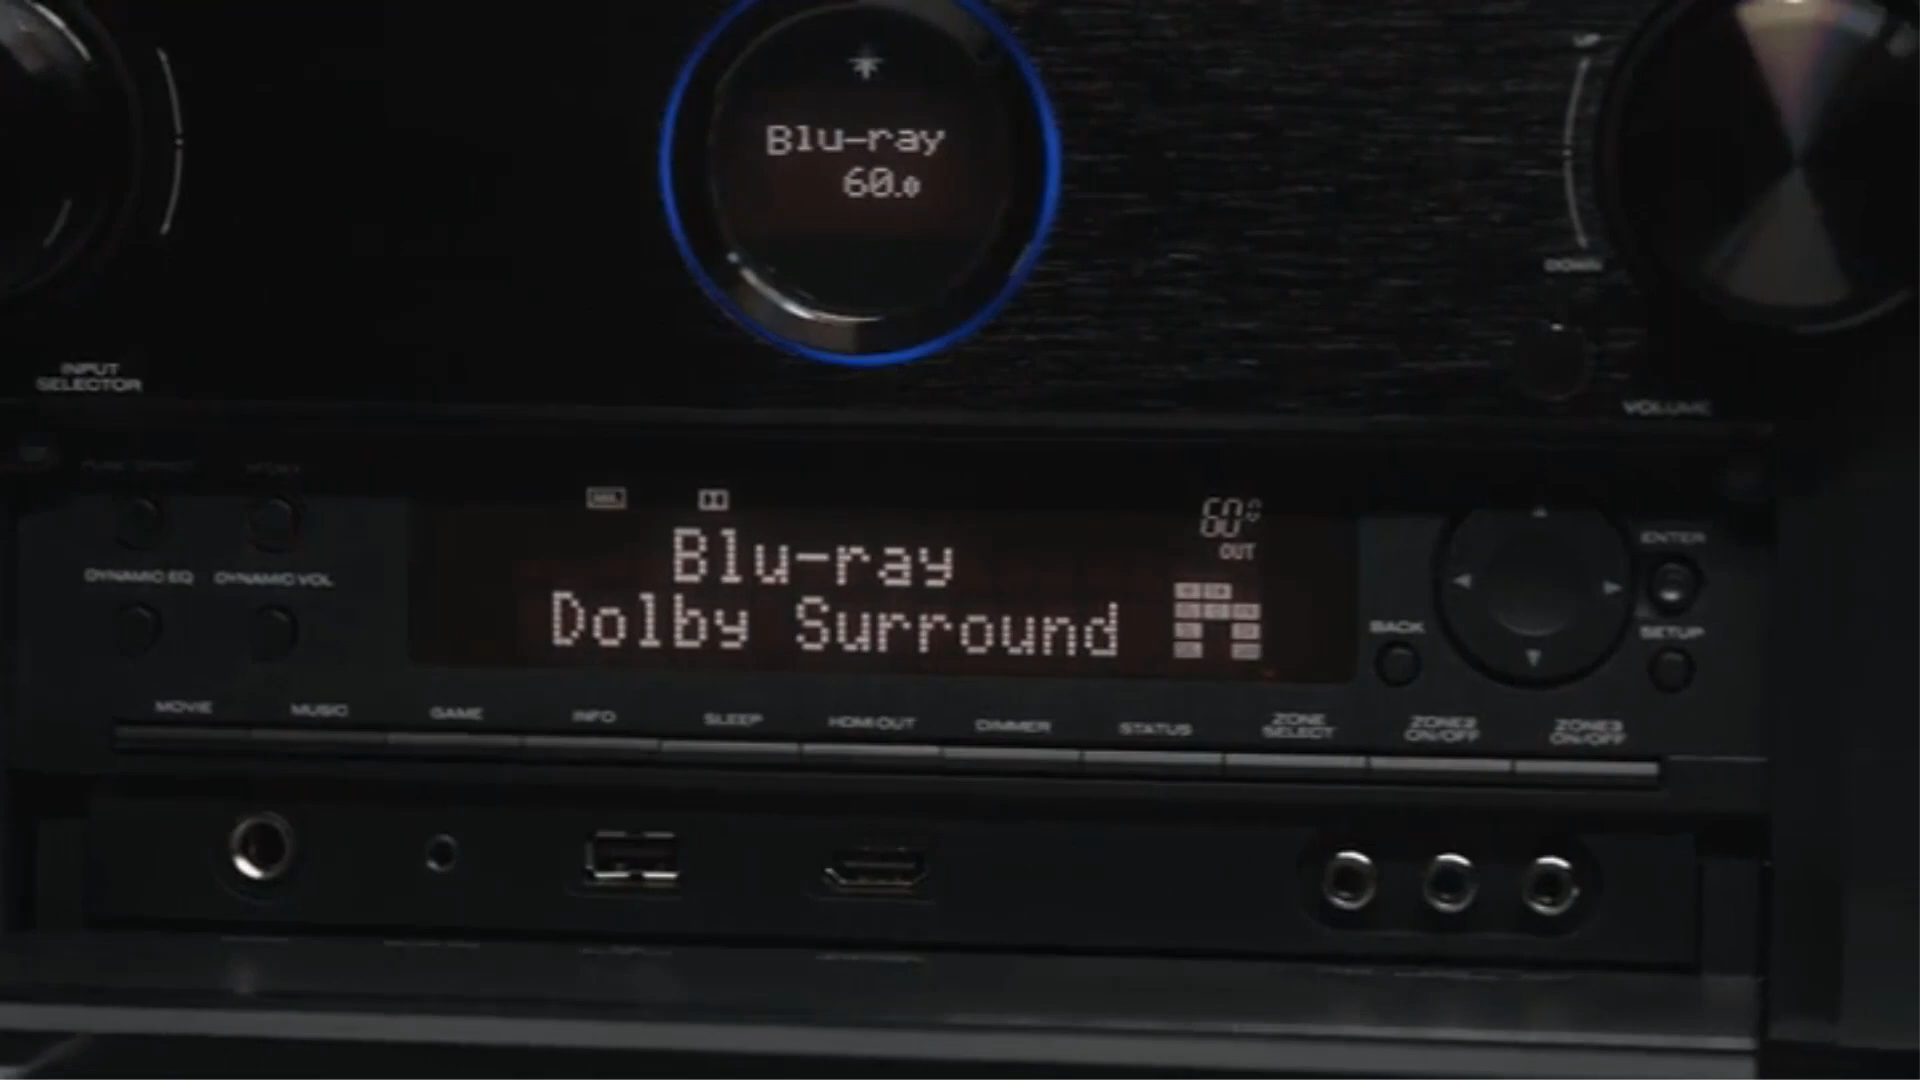 Blu-ray
60.0
UP
DOWN
INPUT
SELECTOR
VOLUME
DYNAMIC EQ
DYNAMIC VOL
60.0
OUT
Blu-ray
Dolby Surround
ENTER
BACK
SETUP
MOVIE
MUSIC
GAME
INFO
SLEEP
HDMI OUT
DIMMER
STATUS
ZONE
SELECT
ZONE2
ON/OFF
ZONE3
ON/OFF